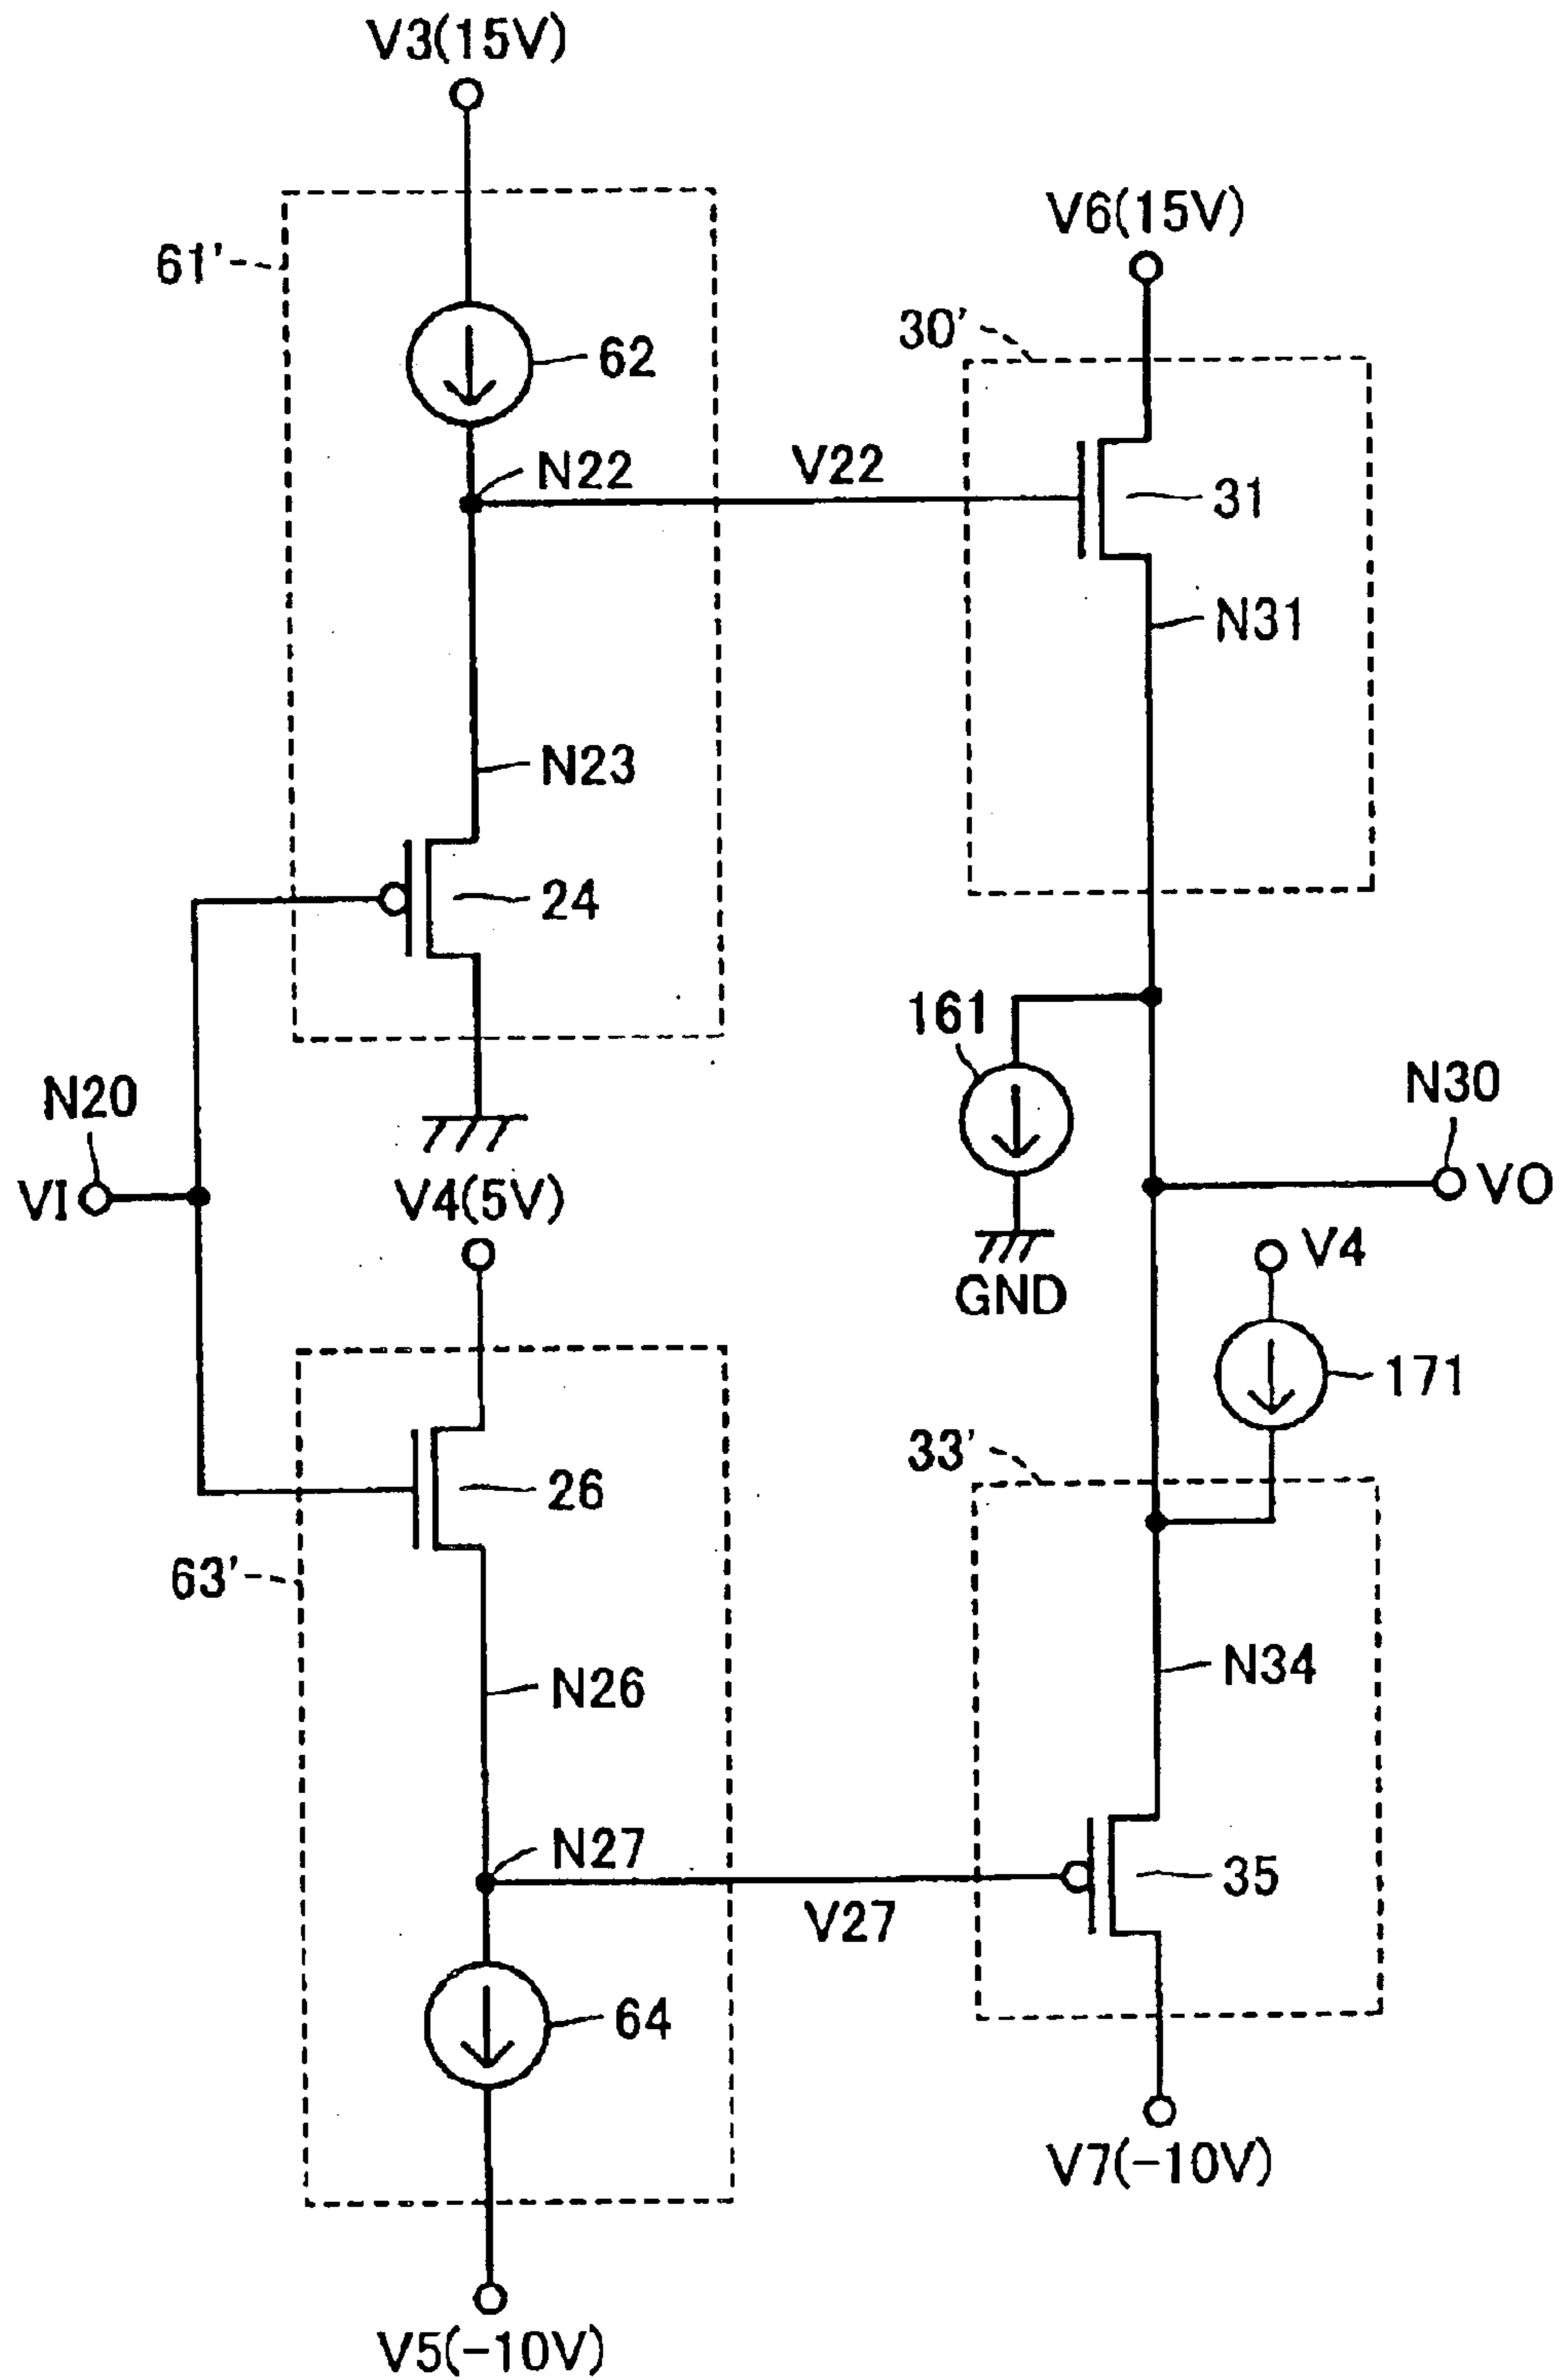 V3(15V)
V6(15V)
61'
30'
62
N22
V22
31
N31
N23
24
161
N20
N30
VI
V4(5V)
VO
V4
GND
171
33'
26
63'
N34
N26
N27
35
V27
64
V7(-10V)
V5(-10V)